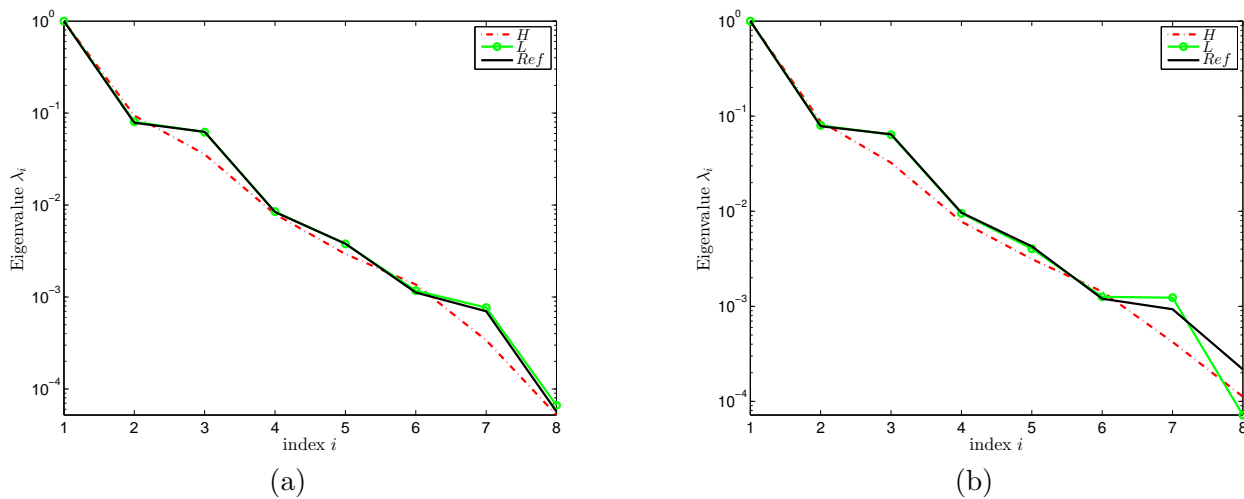 10^0
10^{-1}
10^{-2}
10^{-3}
10^{-4}
Eigenvalue λ_i
1 2 3 4 5 6 7 8
index i
H
L
Ref
(a)
10^0
10^{-1}
10^{-2}
10^{-3}
10^{-4}
Eigenvalue λ_i
1 2 3 4 5 6 7 8
index i
H
L
Ref
(b)